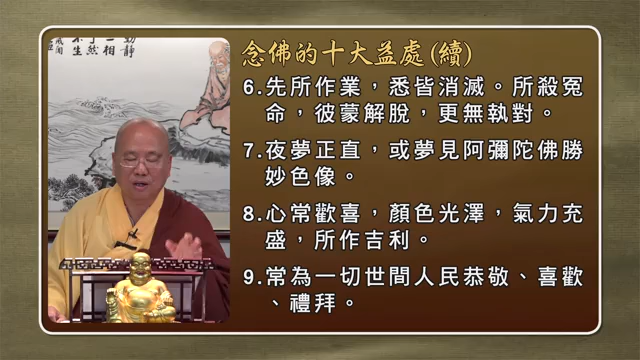 念佛的十大益處(續)
6.先所作業，悉皆消滅。所殺冤
命，彼蒙解脫，更無執對。
7.夜夢正直，或夢見阿彌陀佛勝
妙色像。
8.心常歡喜，顏色光澤，氣力充
盛，所作吉利。
9.常為一切世間人民恭敬、喜歡
、禮拜。